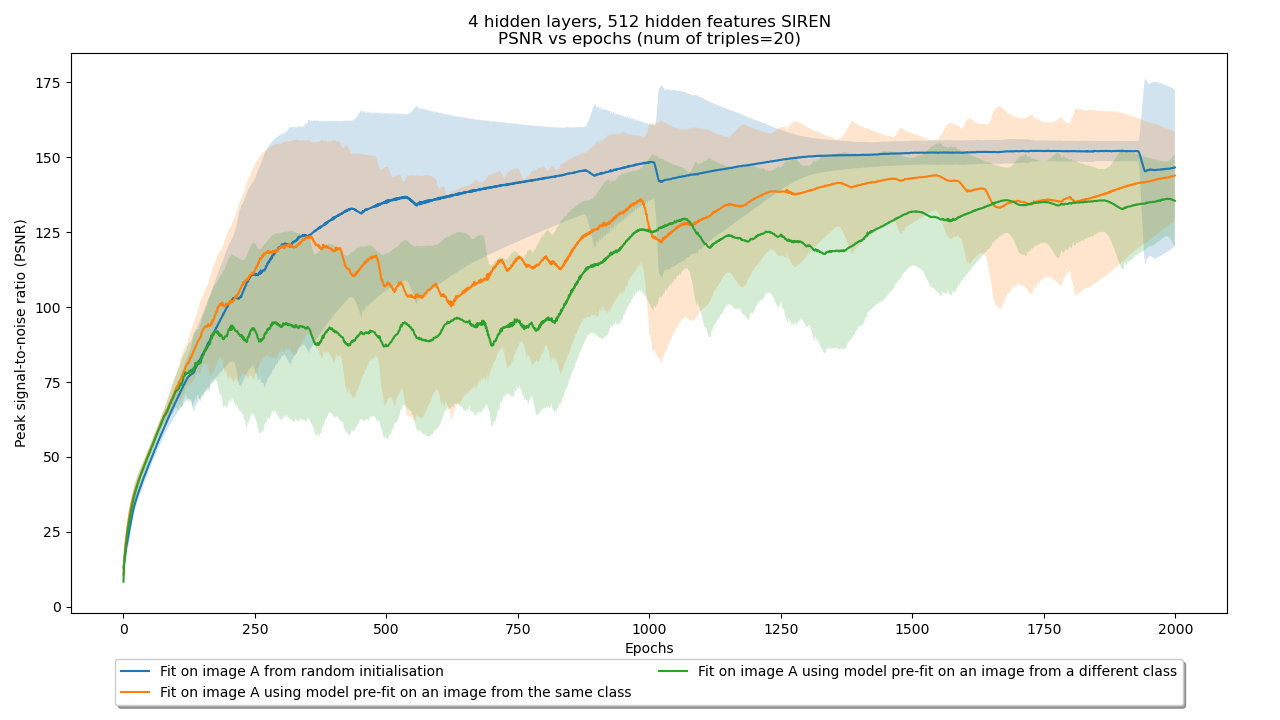 4 hidden layers, 512 hidden features SIREN
PSNR vs epochs (num of triples=20)
Peak signal-to-noise ratio (PSNR)
175
150
125
100
75
50
25
0
0 250 500 750 1000 1250 1500 1750 2000
Epochs
Fit on image A from random initialisation
Fit on image A using model pre-fit on an image from the same class
Fit on image A using model pre-fit on an image from a different class